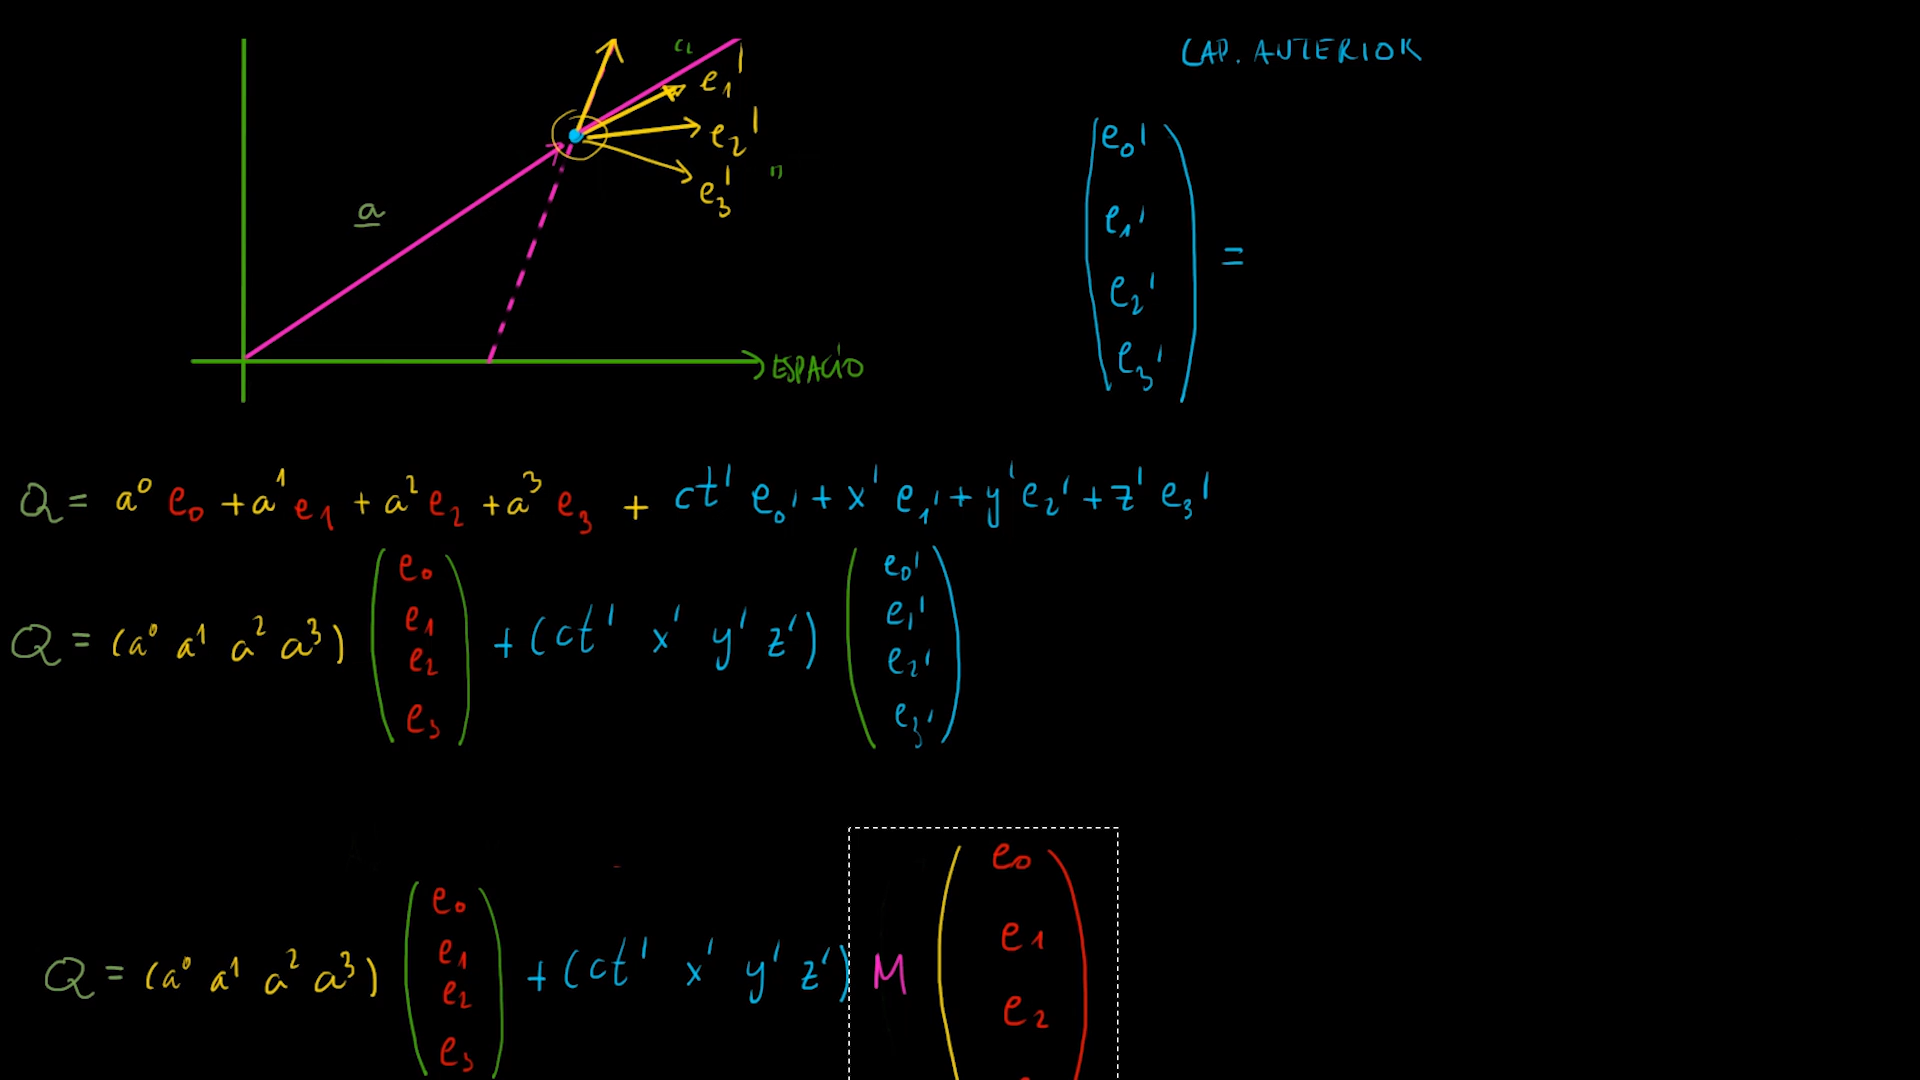 CAP. ANTERIOR
e₁'
e₂'
e₃'
a
ESPACIO
(e₀' e₁' e₂' e₃') =
Q = a⁰ e₀ + a¹ e₁ + a² e₂ + a³ e₃ + ct' e₀' + x' e₁' + y' e₂' + z' e₃'
Q = (a⁰ a¹ a² a³) (e₀ e₁ e₂ e₃) + (ct' x' y' z') (e₀' e₁' e₂' e₃')
Q = (a⁰ a¹ a² a³) (e₀ e₁ e₂ e₃) + (ct' x' y' z') M (e₀ e₁ e₂